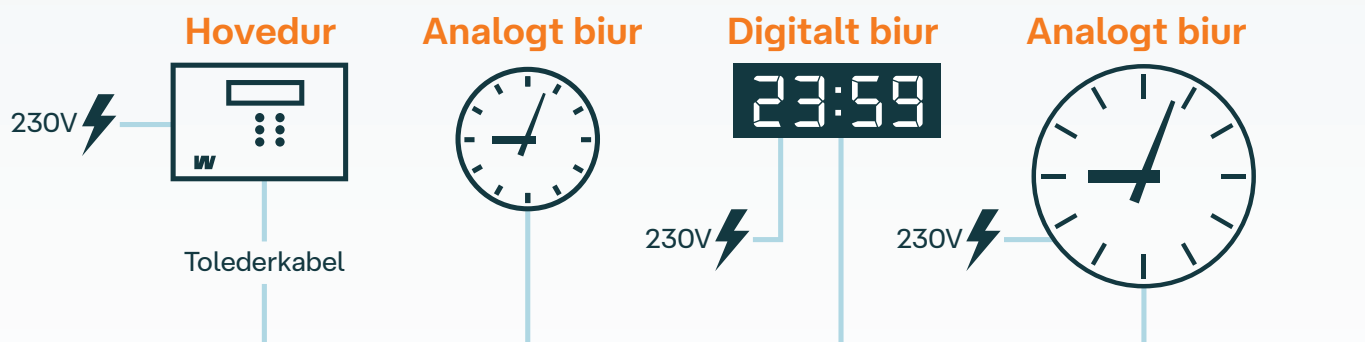 Hovedur
Analogt biur
Digitalt biur
Analogt biur
230V
W
23:59
230V
230V
Tolederkabel